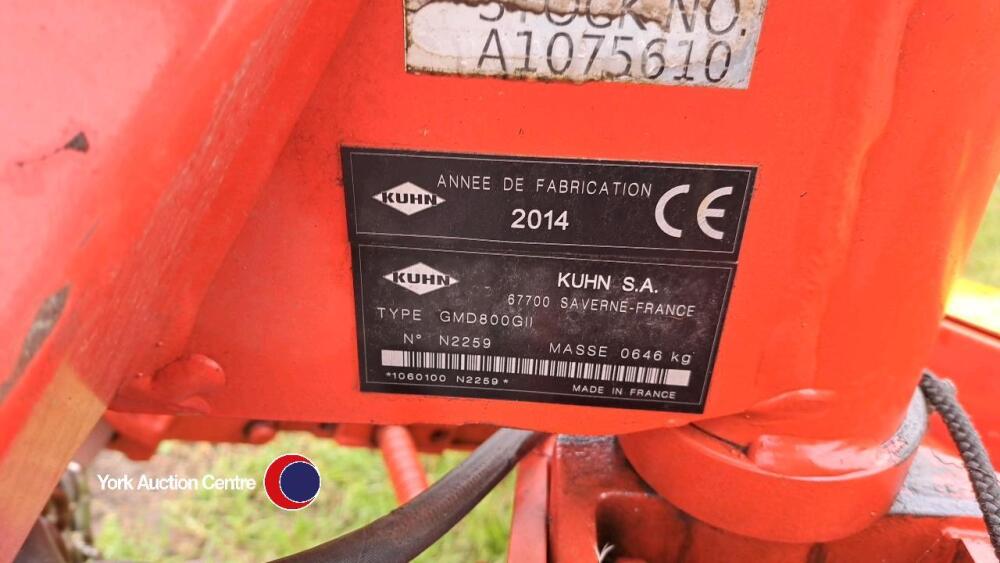 STOCK NO.
A1075610
KUHN
ANNEE DE FABRICATION
2014
CE
KUHN
KUHN S.A.
67700 SAVERNE-FRANCE
TYPE GMD800GII
N° N2259
MASSE 0646 kg
*1060100 N2259*
MADE IN FRANCE
York Auction Centre